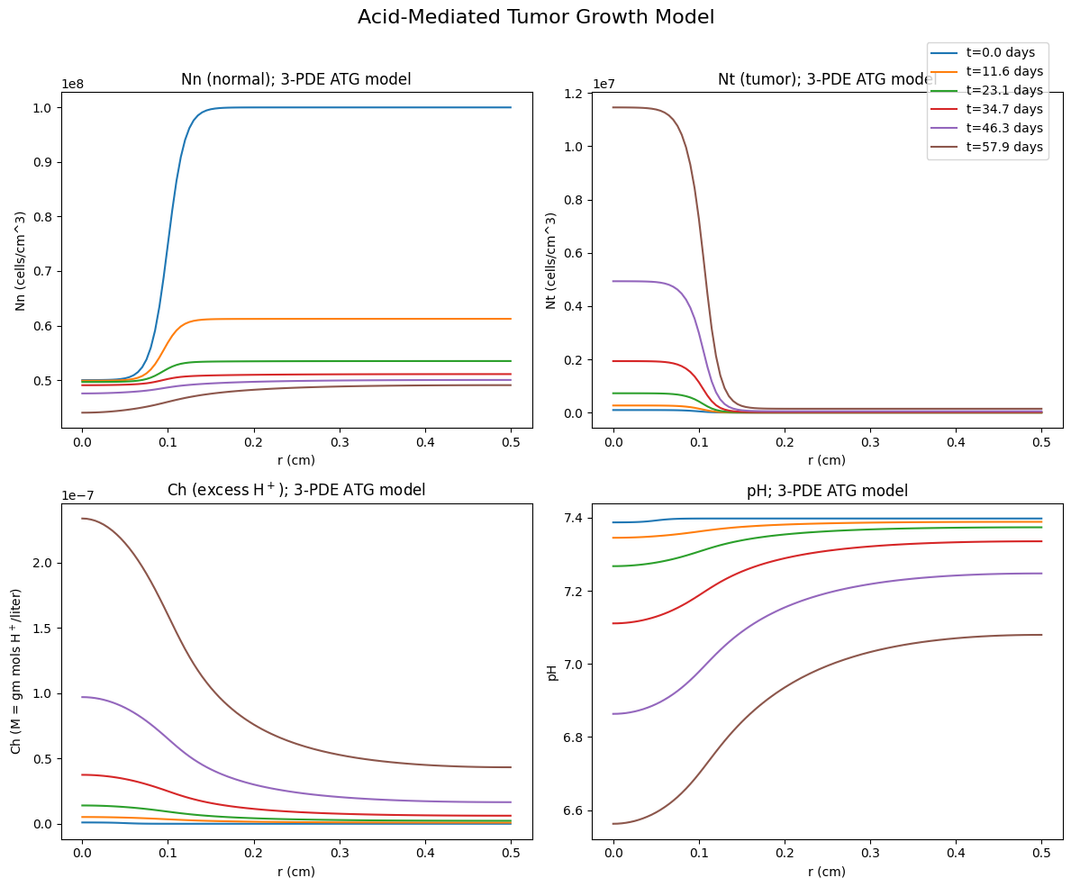 Acid-Mediated Tumor Growth Model
Nn (normal); 3-PDE ATG model
1e8
1.0
0.9
0.8
0.7
0.6
0.5
Nn (cells/cm^3)
0.0 0.1 0.2 0.3 0.4 0.5
r (cm)
Nt (tumor); 3-PDE ATG model
1e7
1.2
1.0
0.8
0.6
0.4
0.2
0.0
Nt (cells/cm^3)
0.0 0.1 0.2 0.3 0.4 0.5
r (cm)
t=0.0 days
t=11.6 days
t=23.1 days
t=34.7 days
t=46.3 days
t=57.9 days
Ch (excess H⁺); 3-PDE ATG model
1e−7
2.0
1.5
1.0
0.5
0.0
Ch (M = gm mols H⁺/liter)
0.0 0.1 0.2 0.3 0.4 0.5
r (cm)
pH; 3-PDE ATG model
7.4
7.2
7.0
6.8
6.6
pH
0.0 0.1 0.2 0.3 0.4 0.5
r (cm)